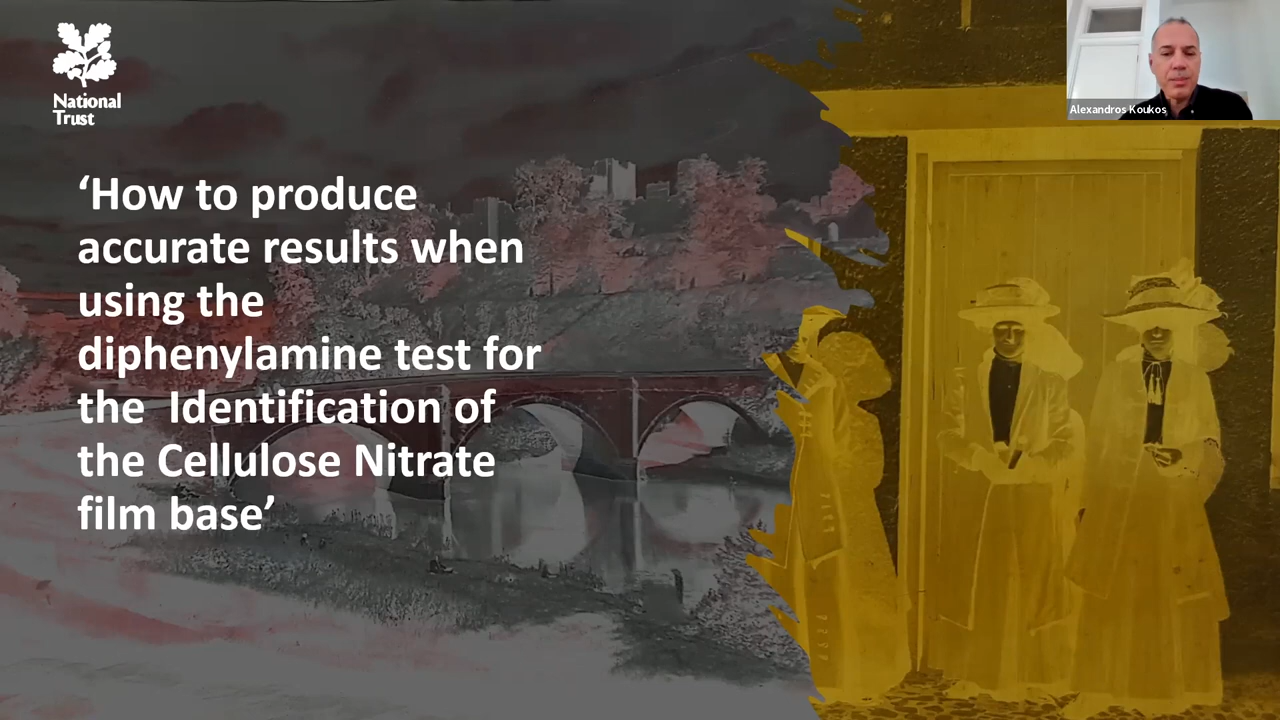 National
Trust
Alexandros Koukos
‘How to produce
accurate results when
using the
diphenylamine test for
the  Identification of
the Cellulose Nitrate
film base’